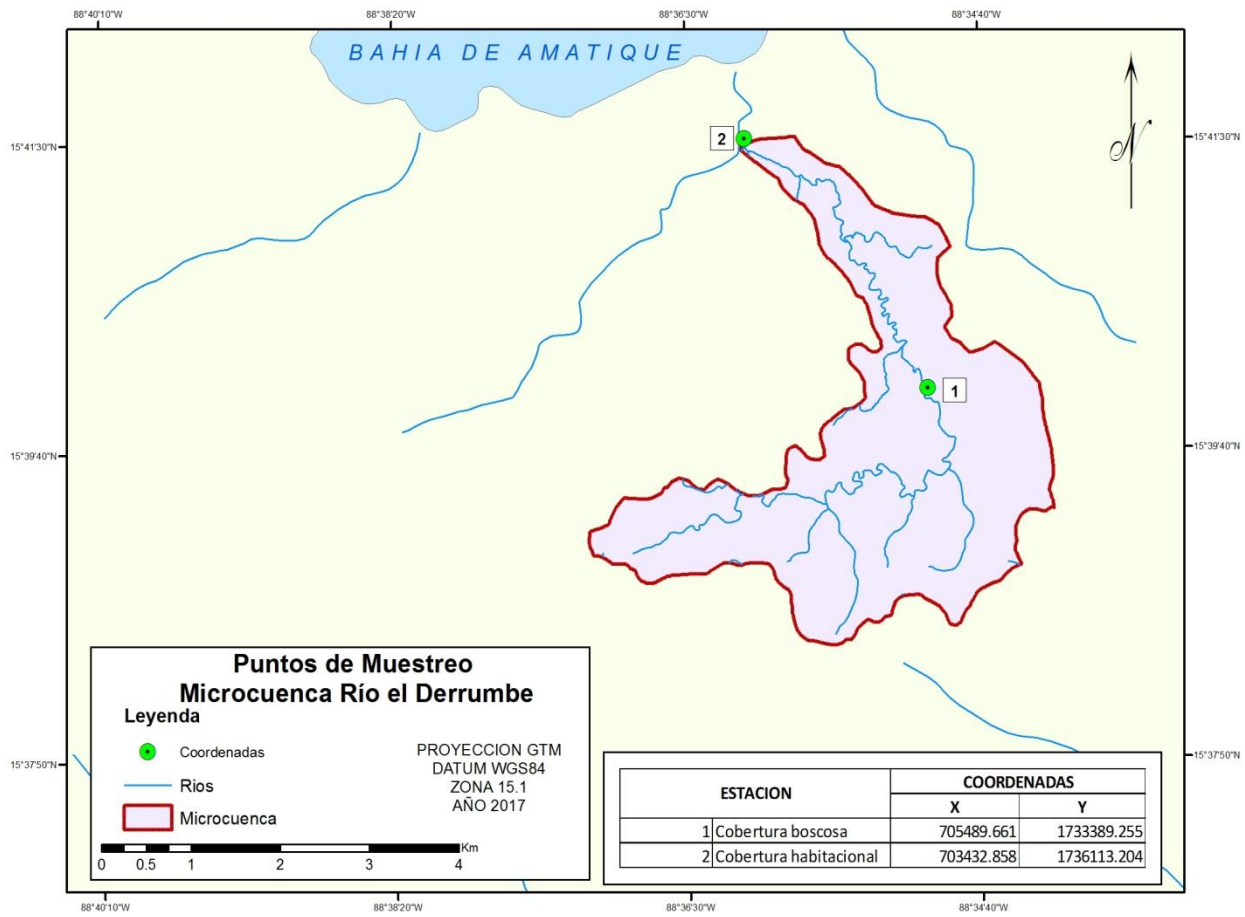 88°40'10"W 88°38'20"W 88°36'30"W 88°34'40"W
BAHIA DE AMATIQUE
N
2
15°41'30"N 15°41'30"N
1
15°39'40"N 15°39'40"N
15°37'50"N 15°37'50"N
Puntos de Muestreo
Microcuenca Río el Derrumbe
Leyenda
Coordenadas
Rios
Microcuenca
PROYECCION GTM
DATUM WGS84
ZONA 15.1
AÑO 2017
Km
0 0.5 1 2 3 4
ESTACION COORDENADAS
X Y
1 Cobertura boscosa 705489.661 1733389.255
2 Cobertura habitacional 703432.858 1736113.204
88°40'10"W 88°38'20"W 88°36'30"W 88°34'40"W